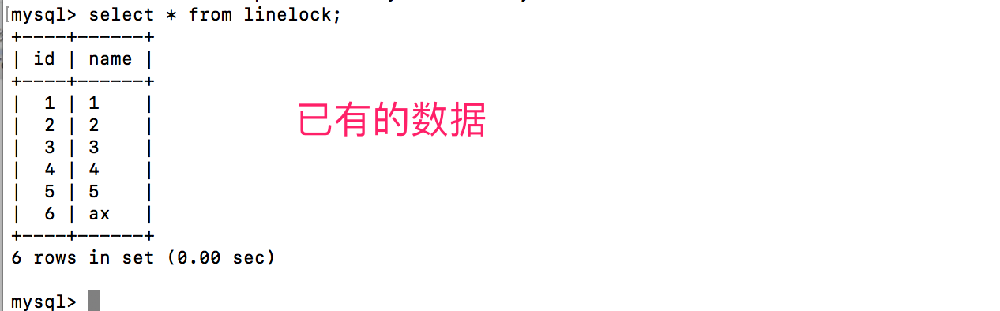 mysql> select * from linelock;
+----+------+
| id | name |
+----+------+
|  1 | 1    |
|  2 | 2    |
|  3 | 3    |
|  4 | 4    |
|  5 | 5    |
|  6 | ax   |
+----+------+
已有的数据
6 rows in set (0.00 sec)
mysql>